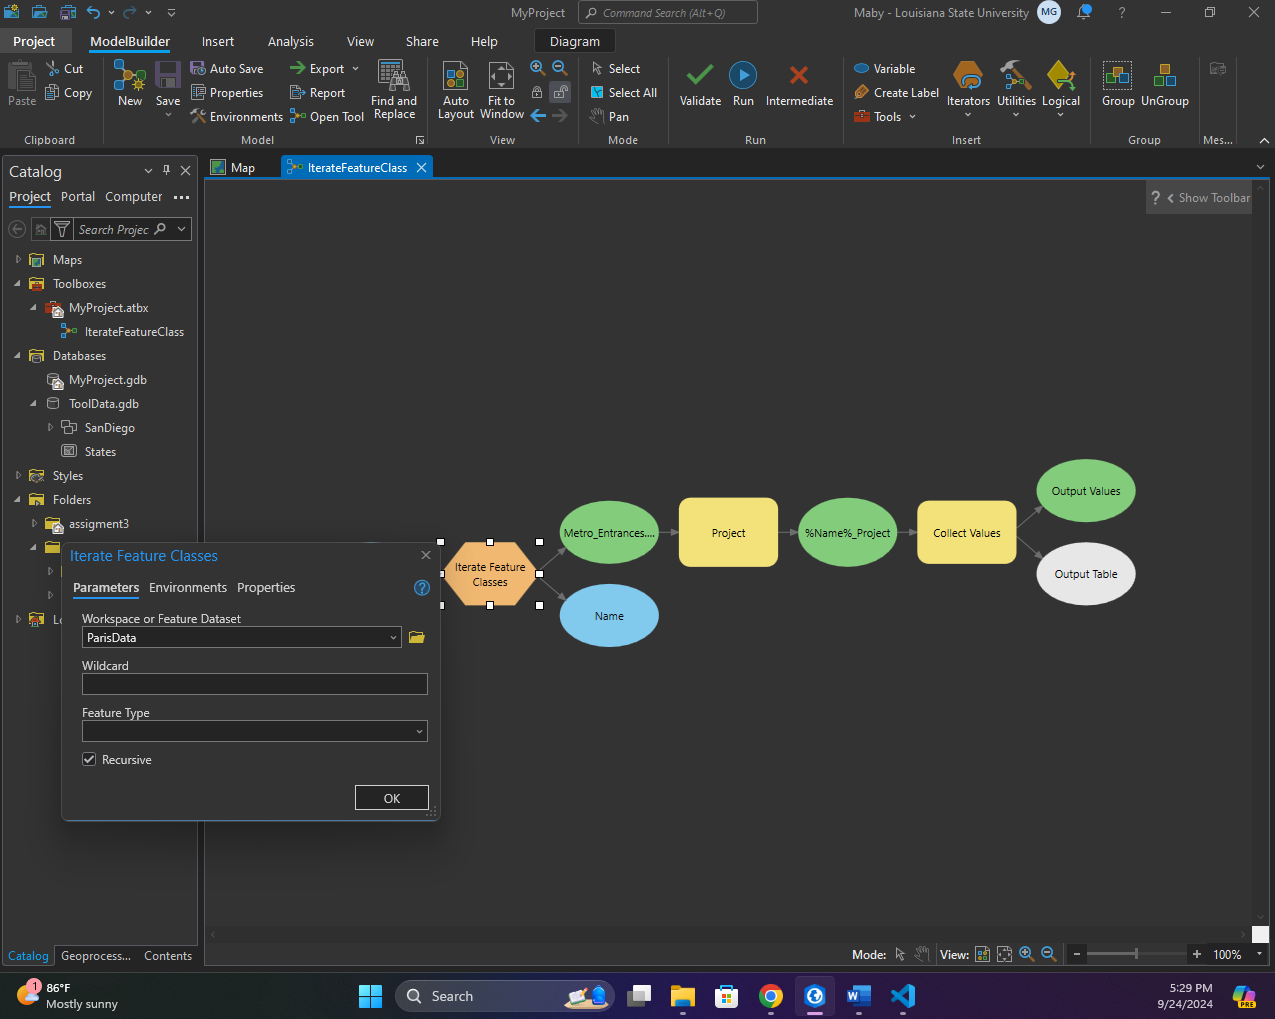 MyProject
Command Search (Alt+Q)
Maby - Louisiana State University
MG
?
Project
ModelBuilder
Insert
Analysis
View
Share
Help
Diagram
Paste
Cut
Copy
Clipboard
New
Save
Auto Save
Properties
Environments
Export
Report
Open Tool
Find and
Replace
Model
Auto
Layout
Fit to
Window
View
Select
Select All
Pan
Mode
Validate
Run
Intermediate
Run
Variable
Create Label
Tools
Iterators
Utilities
Logical
Insert
Group
UnGroup
Group
Mes...
Catalog
Project
Portal
Computer
Search Projec
Maps
Toolboxes
MyProject.atbx
IterateFeatureClass
Databases
MyProject.gdb
ToolData.gdb
SanDiego
States
Styles
Folders
assigment3
Lo
Map
IterateFeatureClass
? Show Toolbar
Iterate Feature Classes
Parameters
Environments
Properties
?
Workspace or Feature Dataset
ParisData
Wildcard
Feature Type
Recursive
OK
Iterate Feature
Classes
Metro_Entrances....
Name
Project
%Name%_Project
Collect Values
Output Values
Output Table
Catalog
Geoprocess...
Contents
Mode:
View:
100%
1
86°F
Mostly sunny
Search
5:29 PM
9/24/2024
PRE